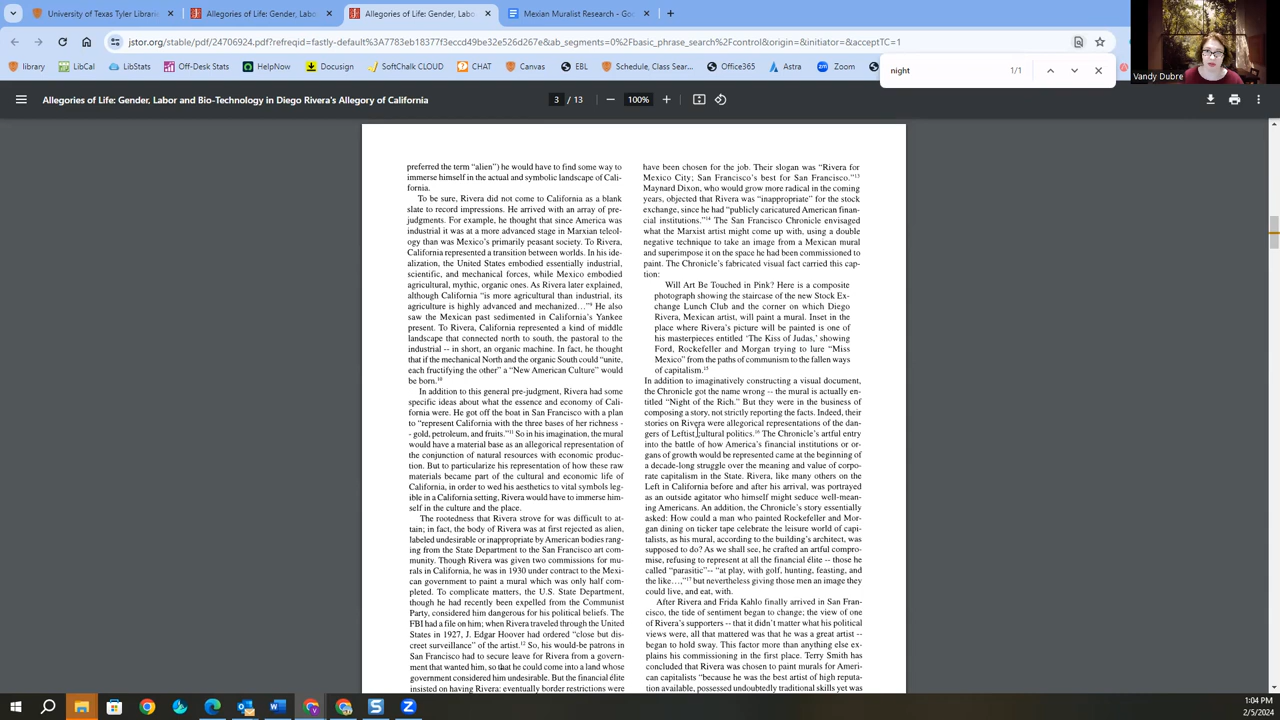 University of Texas Tyler Librarie
Allegories of Life: Gender, Labo
Allegories of Life: Gender, Labo
Mexian Muralist Research - Goo
jstor.org/stable/pdf/24706924.pdf?refreqid=fastly-default%3A7783eb18377f3eccd49be32e526d267e&ab_segments=0%2Fbasic_phrase_search%2Fcontrol&origin=&initiator=&acceptTC=1
library
LibCal
LibStats
Off-Desk Stats
HelpNow
Docusign
SoftChalk CLOUD
CHAT
Canvas
EBL
Schedule, Class Sear...
Office365
Astra
Zoom
night
1/1
Vandy Dubre
Allegories of Life: Gender, Labor and Bio-Technology in Diego Rivera's Allegory of California
3 / 13
100%
preferred the term "alien") he would have to find some way to
immerse himself in the actual and symbolic landscape of Cali-
fornia.
To be sure, Rivera did not come to California as a blank
slate to record impressions. He arrived with an array of pre-
judgments. For example, he thought that since America was
industrial it was at a more advanced stage in Marxian teleol-
ogy than was Mexico's primarily peasant society. To Rivera,
California represented a transition between worlds. In his ide-
alization, the United States embodied essentially industrial,
scientific, and mechanical forces, while Mexico embodied
agricultural, mythic, organic ones. As Rivera later explained,
although California "is more agricultural than industrial, its
agriculture is highly advanced and mechanized..."9 He also
saw the Mexican past sedimented in California's Yankee
present. To Rivera, California represented a kind of middle
landscape that connected north to south, the pastoral to the
industrial -- in short, an organic machine. In fact, he thought
that if the mechanical North and the organic South could "unite,
each fructifying the other" a "New American Culture" would
be born.10
In addition to this general pre-judgment, Rivera had some
specific ideas about what the essence and economy of Cali-
fornia were. He got off the boat in San Francisco with a plan
to "represent California with the three bases of her richness -
- gold, petroleum, and fruits."11 So in his imagination, the mural
would have a material base as an allegorical representation of
the conjunction of natural resources with economic produc-
tion. But to particularize his representation of how these raw
materials became part of the cultural and economic life of
California, in order to wed his aesthetics to vital symbols leg-
ible in a California setting, Rivera would have to immerse him-
self in the culture and the place.
The rootedness that Rivera strove for was difficult to at-
tain; in fact, the body of Rivera was at first rejected as alien,
labeled undesirable or inappropriate by American bodies rang-
ing from the State Department to the San Francisco art com-
munity. Though Rivera was given two commissions for mu-
rals in California, he was in 1930 under contract to the Mexi-
can government to paint a mural which was only half com-
pleted. To complicate matters, the U.S. State Department,
though he had recently been expelled from the Communist
Party, considered him dangerous for his political beliefs. The
FBI had a file on him; when Rivera traveled through the United
States in 1927, J. Edgar Hoover had ordered "close but dis-
creet surveillance" of the artist.12 So, his would-be patrons in
San Francisco had to secure leave for Rivera from a govern-
ment that wanted him, so that he could come into a land whose
government considered him undesirable. But the financial élite
insisted on having Rivera; eventually border restrictions were
have been chosen for the job. Their slogan was "Rivera for
Mexico City; San Francisco's best for San Francisco."13
Maynard Dixon, who would grow more radical in the coming
years, objected that Rivera was "inappropriate" for the stock
exchange, since he had "publicly caricatured American finan-
cial institutions."14 The San Francisco Chronicle envisaged
what the Marxist artist might come up with, using a double
negative technique to take an image from a Mexican mural
and superimpose it on the space he had been commissioned to
paint. The Chronicle's fabricated visual fact carried this cap-
tion:
Will Art Be Touched in Pink? Here is a composite
photograph showing the staircase of the new Stock Ex-
change Lunch Club and the corner on which Diego
Rivera, Mexican artist, will paint a mural. Inset in the
place where Rivera's picture will be painted is one of
his masterpieces entitled 'The Kiss of Judas,' showing
Ford, Rockefeller and Morgan trying to lure "Miss
Mexico" from the paths of communism to the fallen ways
of capitalism.15
In addition to imaginatively constructing a visual document,
the Chronicle got the name wrong -- the mural is actually en-
titled "Night of the Rich." But they were in the business of
composing a story, not strictly reporting the facts. Indeed, their
stories on Rivera were allegorical representations of the dan-
gers of Leftist cultural politics.16 The Chronicle's artful entry
into the battle of how America's financial institutions or or-
gans of growth would be represented came at the beginning of
a decade-long struggle over the meaning and value of corpo-
rate capitalism in the State. Rivera, like many others on the
Left in California before and after his arrival, was portrayed
as an outside agitator who himself might seduce well-mean-
ing Americans. An addition, the Chronicle's story essentially
asked: How could a man who painted Rockefeller and Mor-
gan dining on ticker tape celebrate the leisure world of capi-
talists, as his mural, according to the building's architect, was
supposed to do? As we shall see, he crafted an artful compro-
mise, refusing to represent at all the financial élite -- those he
called "parasitic"-- "at play, with golf, hunting, feasting, and
the like...,"17 but nevertheless giving those men an image they
could live, and eat, with.
After Rivera and Frida Kahlo finally arrived in San Fran-
cisco, the tide of sentiment began to change; the view of one
of Rivera's supporters -- that it didn't matter what his political
views were, all that mattered was that he was a great artist --
began to hold sway. This factor more than anything else ex-
plains his commissioning in the first place. Terry Smith has
concluded that Rivera was chosen to paint murals for Ameri-
can capitalists "because he was the best artist of high reputa-
tion available, possessed undoubtedly traditional skills yet was
1:04 PM
2/5/2024